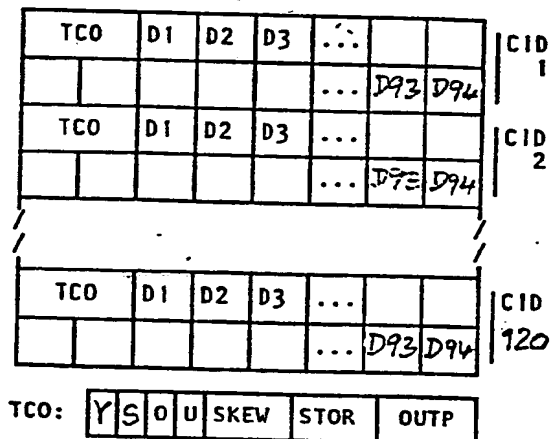 TCO D1 D2 D3 ... CID
... D93 D94 1
TCO D1 D2 D3 ... CID
... D94 2
TCO D1 D2 D3 ... CID
... D93 D94 120
TCO: Y S O U SKEW STOR OUTP